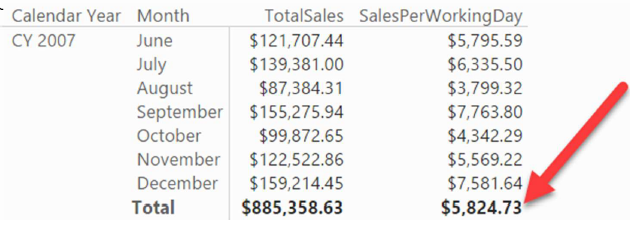 Calendar Year Month TotalSales SalesPerWorkingDay
CY 2007 June $121,707.44 $5,795.59
July $139,381.00 $6,335.50
August $87,384.31 $3,799.32
September $155,275.94 $7,763.80
October $99,872.65 $4,342.29
November $122,522.86 $5,569.22
December $159,214.45 $7,581.64
Total $885,358.63 $5,824.73